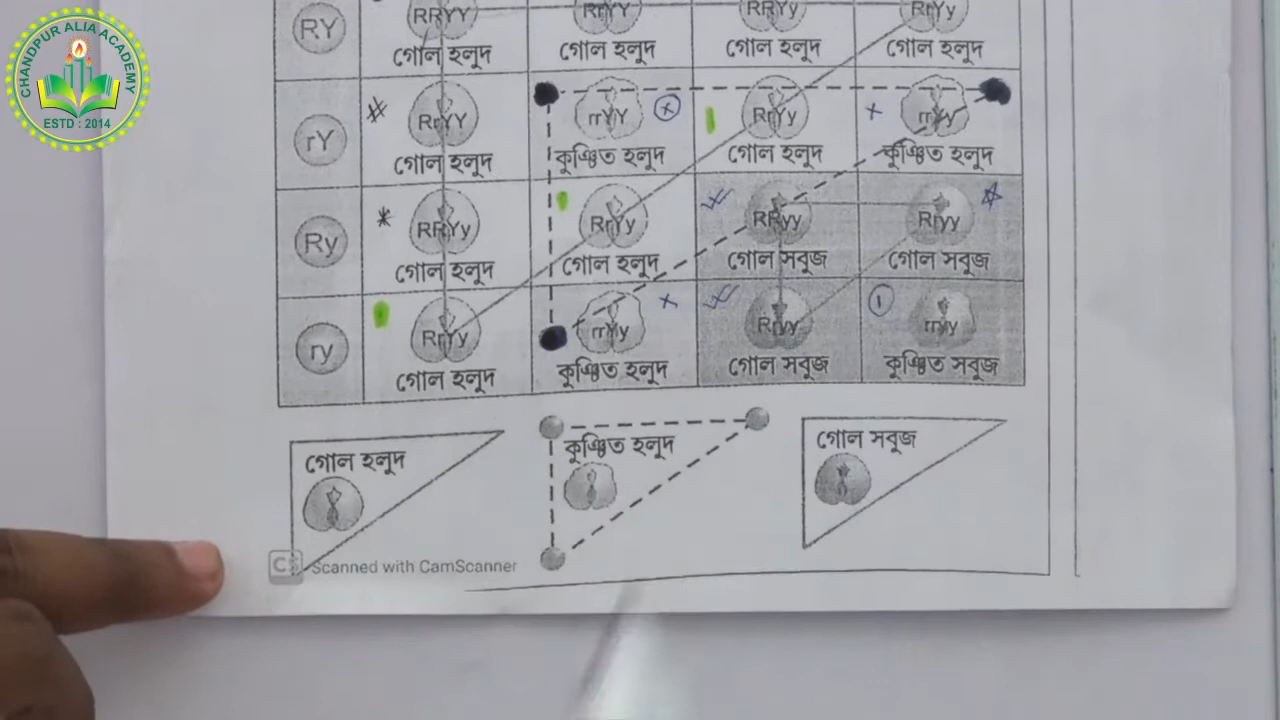 CHANDPUR ALIA ACADEMY
ESTD : 2014
RY RRYY RrYY RRYy RrYy
গোল হলুদ গোল হলুদ গোল হলুদ গোল হলুদ
rY RrYY rrYY RrYy rrYy
গোল হলুদ কুঞ্চিত হলুদ গোল হলুদ কুঞ্চিত হলুদ
Ry RRYy RrYy RRyy Rryy
গোল হলুদ গোল হলুদ গোল সবুজ গোল সবুজ
1
ry RrYy rrYy Rryy rryy
গোল হলুদ কুঞ্চিত হলুদ গোল সবুজ কুঞ্চিত সবুজ
গোল হলুদ কুঞ্চিত হলুদ গোল সবুজ
CS Scanned with CamScanner